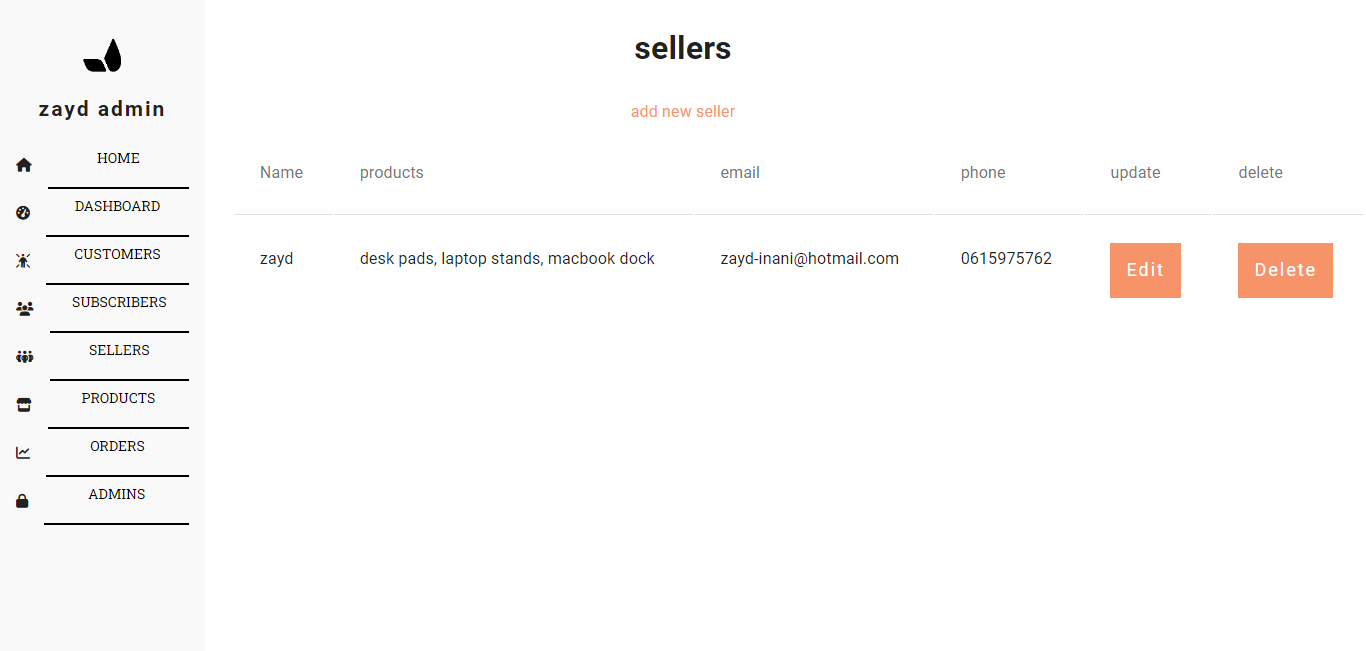 zayd admin
HOME
DASHBOARD
CUSTOMERS
SUBSCRIBERS
SELLERS
PRODUCTS
ORDERS
ADMINS
sellers
add new seller
Name products email phone update delete
zayd desk pads, laptop stands, macbook dock zayd-inani@hotmail.com 0615975762 Edit Delete